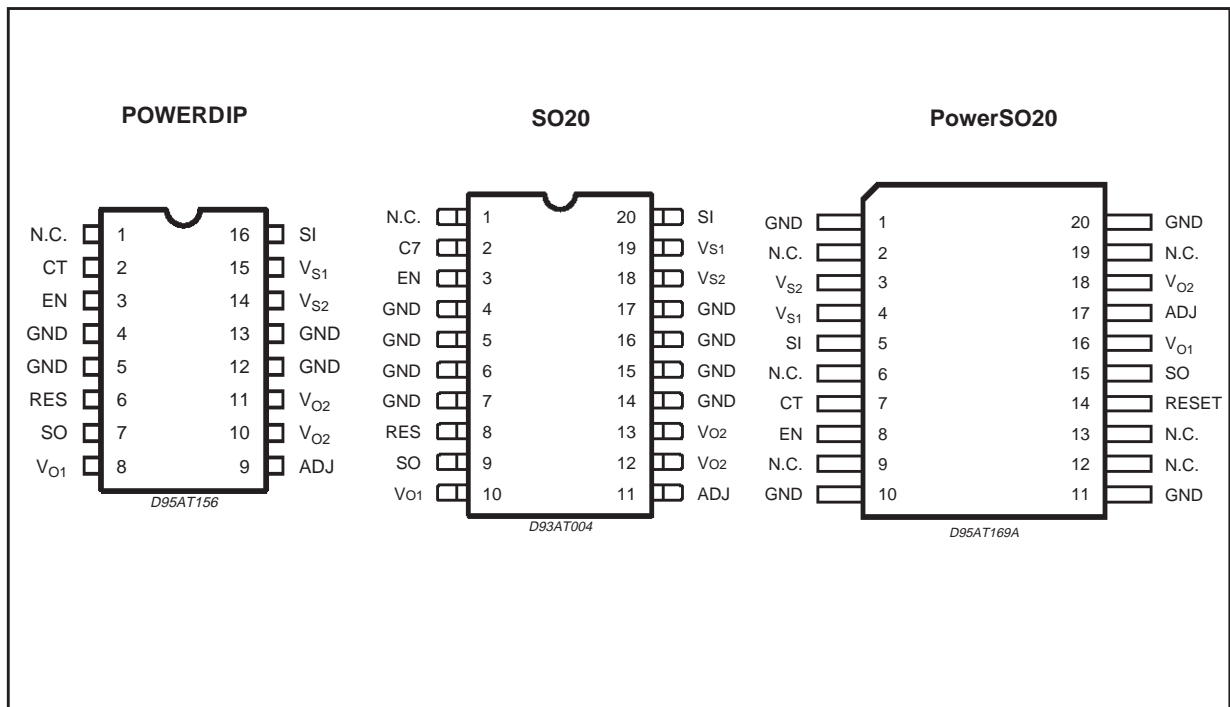 POWERDIP
N.C. 1 16 SI
CT 2 15 VS1
EN 3 14 VS2
GND 4 13 GND
GND 5 12 GND
RES 6 11 VO2
SO 7 10 VO2
VO1 8 9 ADJ
D95AT156
SO20
N.C. 1 20 SI
C7 2 19 VS1
EN 3 18 VS2
GND 4 17 GND
GND 5 16 GND
GND 6 15 GND
GND 7 14 GND
RES 8 13 VO2
SO 9 12 VO2
VO1 10 11 ADJ
D93AT004
PowerSO20
GND 1 20 GND
N.C. 2 19 N.C.
VS2 3 18 VO2
VS1 4 17 ADJ
SI 5 16 VO1
N.C. 6 15 SO
CT 7 14 RESET
EN 8 13 N.C.
N.C. 9 12 N.C.
GND 10 11 GND
D95AT169A